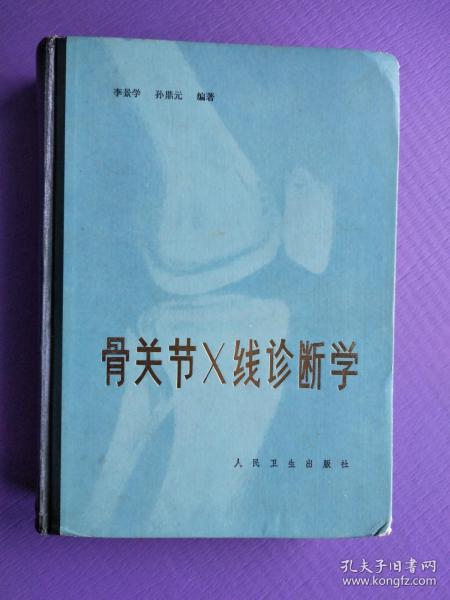 李景学 孙鼎元 编著
骨关节X线诊断学
人民卫生出版社
孔夫子旧书网
www.kongfz.com